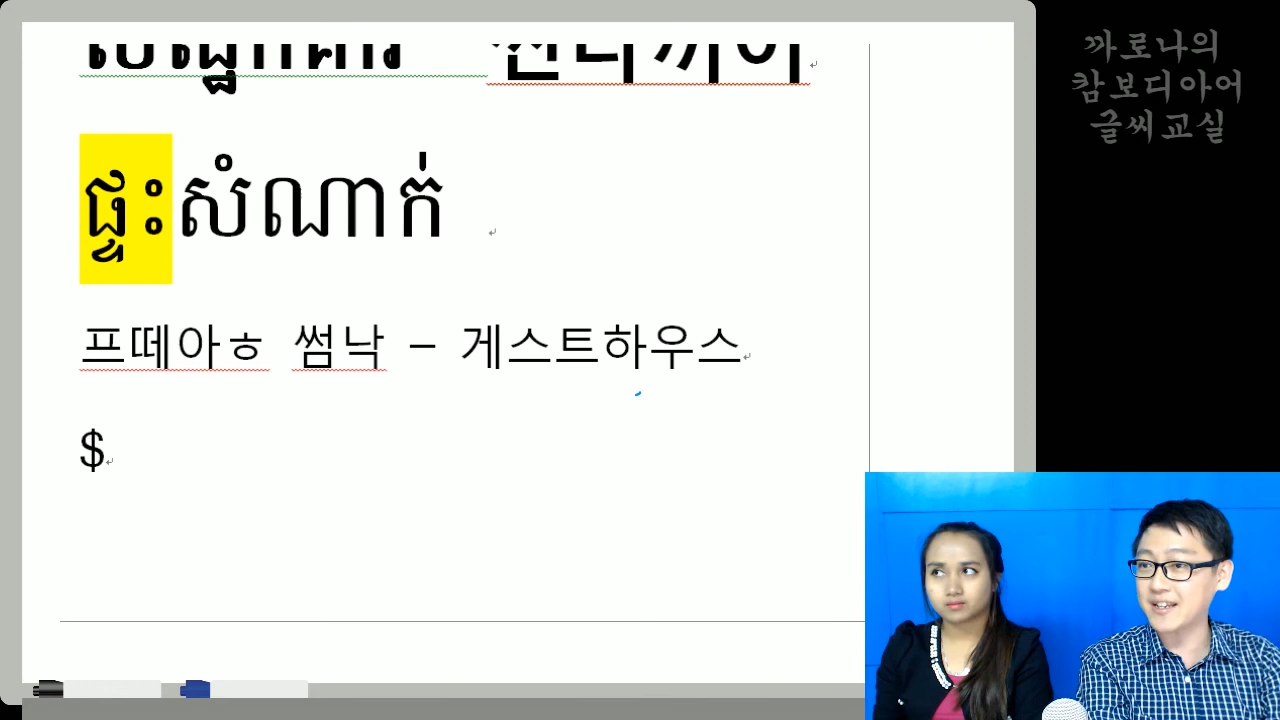 ផ្ទះសំណាក់
프떼아ㅎ 썸낙 – 게스트하우스
$
까로나의
캄보디아어
글씨교실